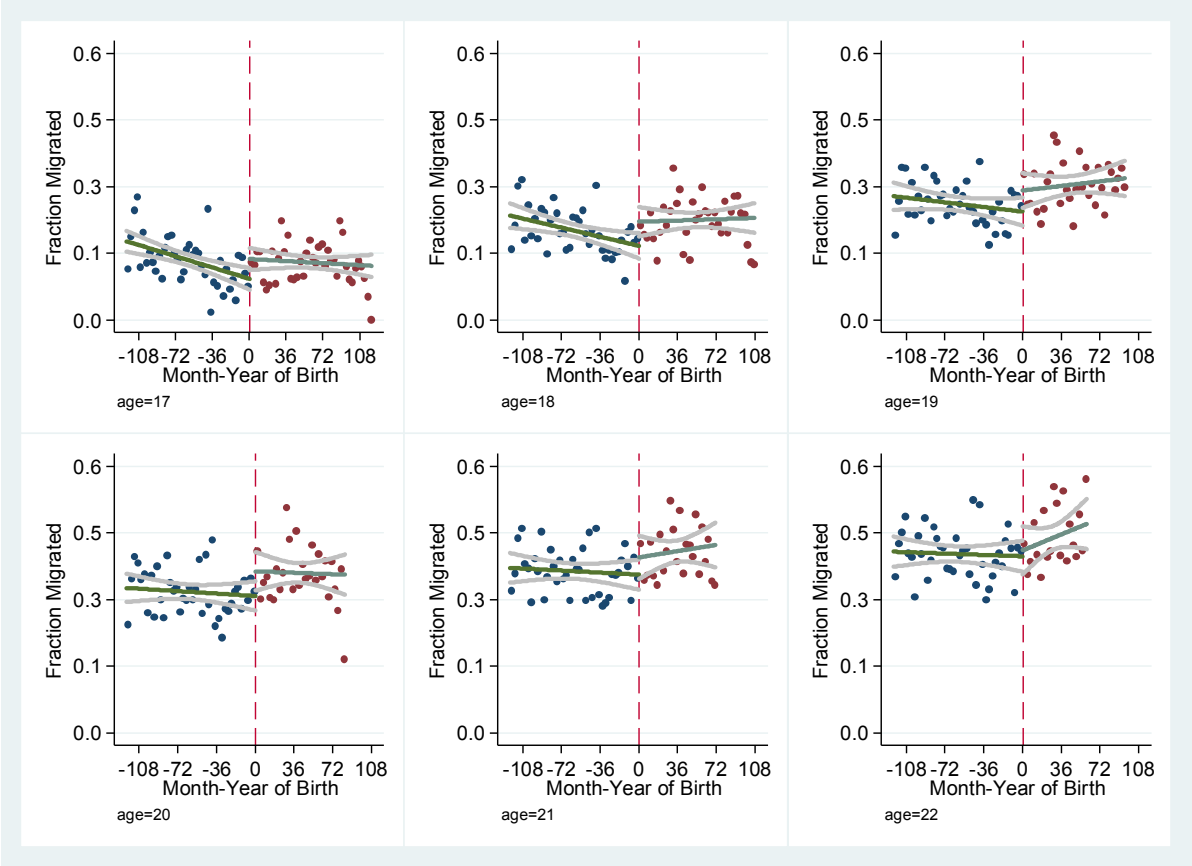 Fraction Migrated
0.6
0.5
0.3
0.1
0.0
-108 -72 -36 0 36 72 108
Month-Year of Birth
age=17
Fraction Migrated
0.6
0.5
0.3
0.1
0.0
-108 -72 -36 0 36 72 108
Month-Year of Birth
age=18
Fraction Migrated
0.6
0.5
0.3
0.1
0.0
-108 -72 -36 0 36 72 108
Month-Year of Birth
age=19
Fraction Migrated
0.6
0.5
0.3
0.1
0.0
-108 -72 -36 0 36 72 108
Month-Year of Birth
age=20
Fraction Migrated
0.6
0.5
0.3
0.1
0.0
-108 -72 -36 0 36 72 108
Month-Year of Birth
age=21
Fraction Migrated
0.6
0.5
0.3
0.1
0.0
-108 -72 -36 0 36 72 108
Month-Year of Birth
age=22